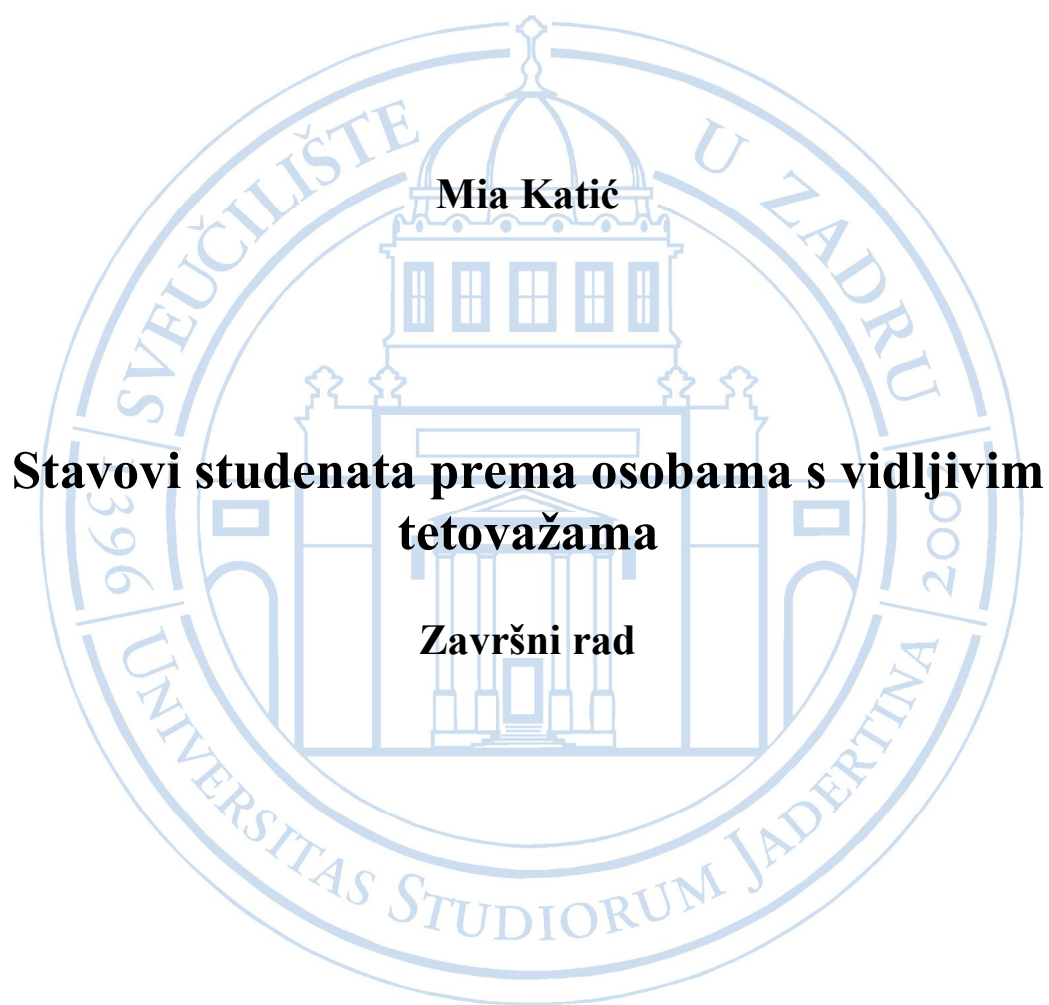 SVEUČILIŠTE U ZADRU
Mia Katić
Stavovi studenata prema osobama s vidljivim
tetovažama
1396
2002
Završni rad
UNIVERSITAS STUDIORUM JADERTINA